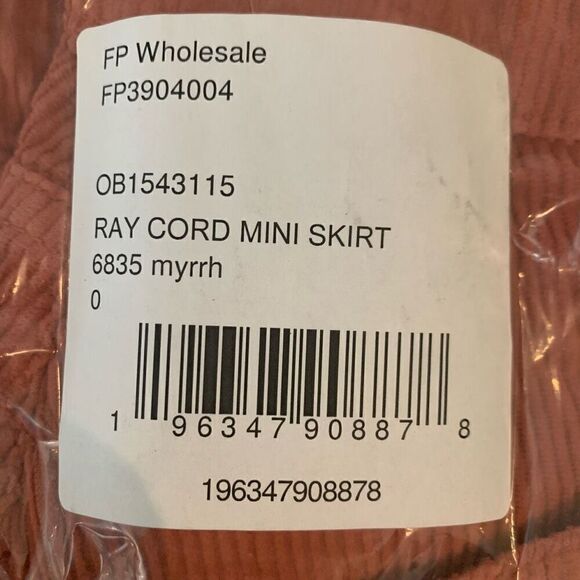 FP Wholesale
FP3904004
OB1543115
RAY CORD MINI SKIRT
6835 myrrh
0
1 96347 90887 8
196347908878